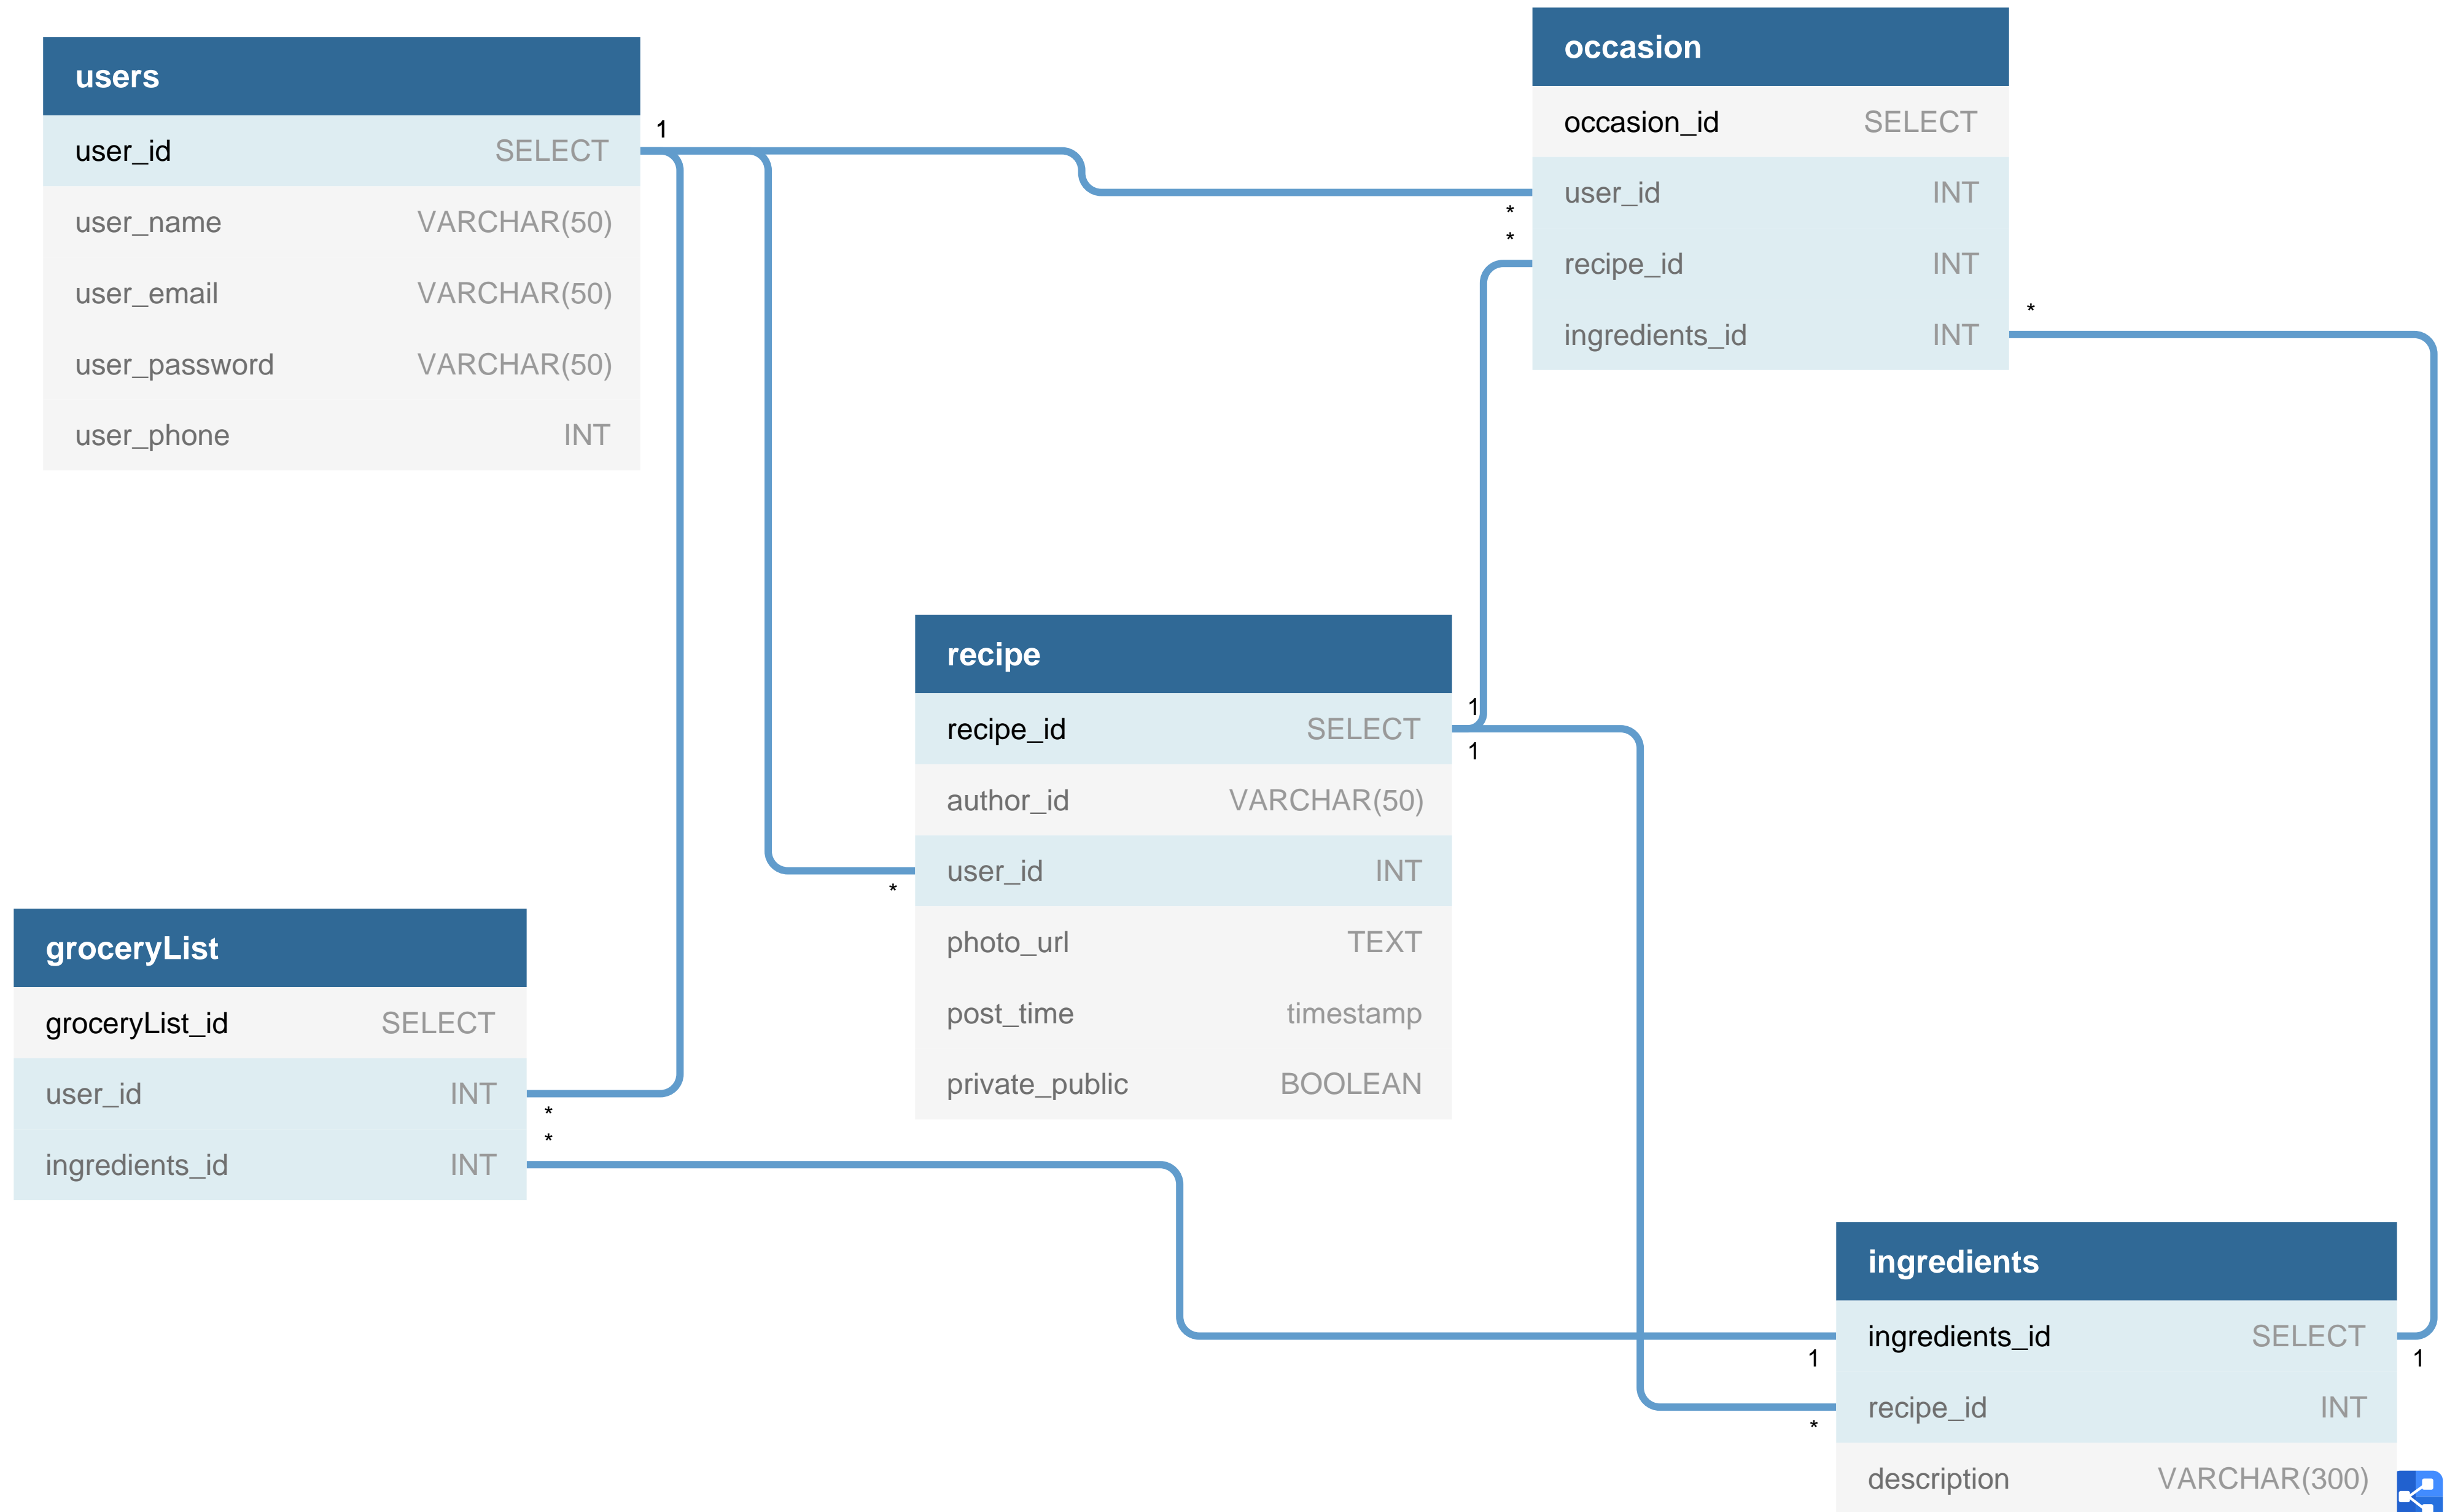 users
user_id SELECT
user_name VARCHAR(50)
user_email VARCHAR(50)
user_password VARCHAR(50)
user_phone INT
1
occasion
occasion_id SELECT
user_id INT
recipe_id INT
ingredients_id INT
*
*
*
recipe
recipe_id SELECT
author_id VARCHAR(50)
user_id INT
photo_url TEXT
post_time timestamp
private_public BOOLEAN
1
1
*
groceryList
groceryList_id SELECT
user_id INT
ingredients_id INT
*
*
ingredients
ingredients_id SELECT
recipe_id INT
description VARCHAR(300)
1
1
*